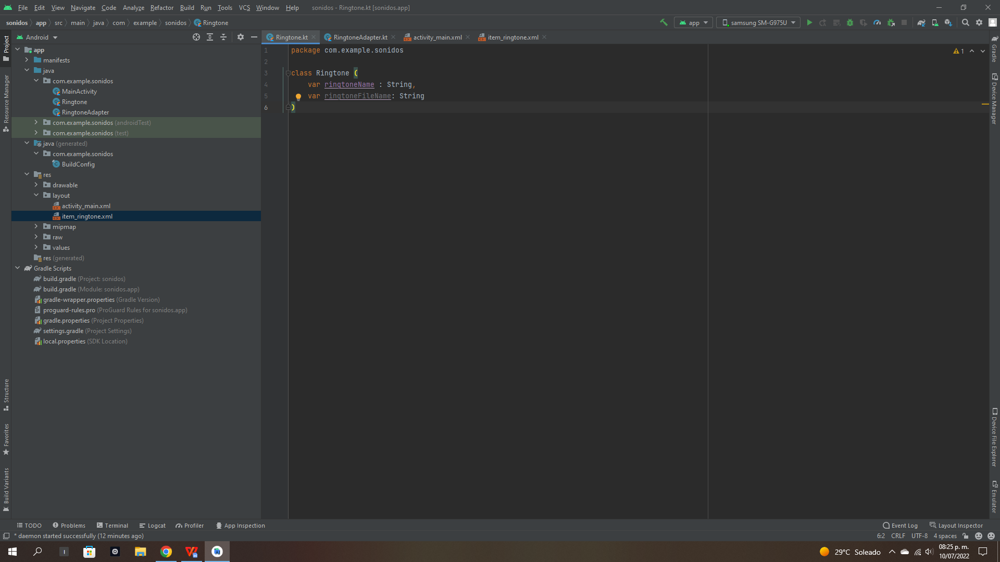 File Edit View Navigate Code Analyze Refactor Build Run Tools VCS Window Help sonidos - Ringtone.kt [sonidos.app]
sonidos app src main java com example sonidos Ringtone
app samsung SM-G975U
Android
Ringtone.kt RingtoneAdapter.kt activity_main.xml item_ringtone.xml
app
manifests
java
com.example.sonidos
MainActivity
Ringtone
RingtoneAdapter
com.example.sonidos (androidTest)
com.example.sonidos (test)
java (generated)
com.example.sonidos
BuildConfig
res
drawable
layout
activity_main.xml
item_ringtone.xml
mipmap
raw
values
res (generated)
Gradle Scripts
build.gradle (Project: sonidos)
build.gradle (Module: sonidos.app)
gradle-wrapper.properties (Gradle Version)
proguard-rules.pro (ProGuard Rules for sonidos.app)
gradle.properties (Project Properties)
settings.gradle (Project Settings)
local.properties (SDK Location)
1 package com.example.sonidos
2
3 class Ringtone (
4 var ringtoneName : String,
5 var ringtoneFileName: String
6 )
1
Project
Resource Manager
Structure
Favorites
Build Variants
Gradle
Device Manager
Device File Explorer
Emulator
TODO Problems Terminal Logcat Profiler App Inspection Event Log Layout Inspector
* daemon started successfully (12 minutes ago) 6:2 CRLF UTF-8 4 spaces
29°C Soleado
08:25 p. m.
10/07/2022